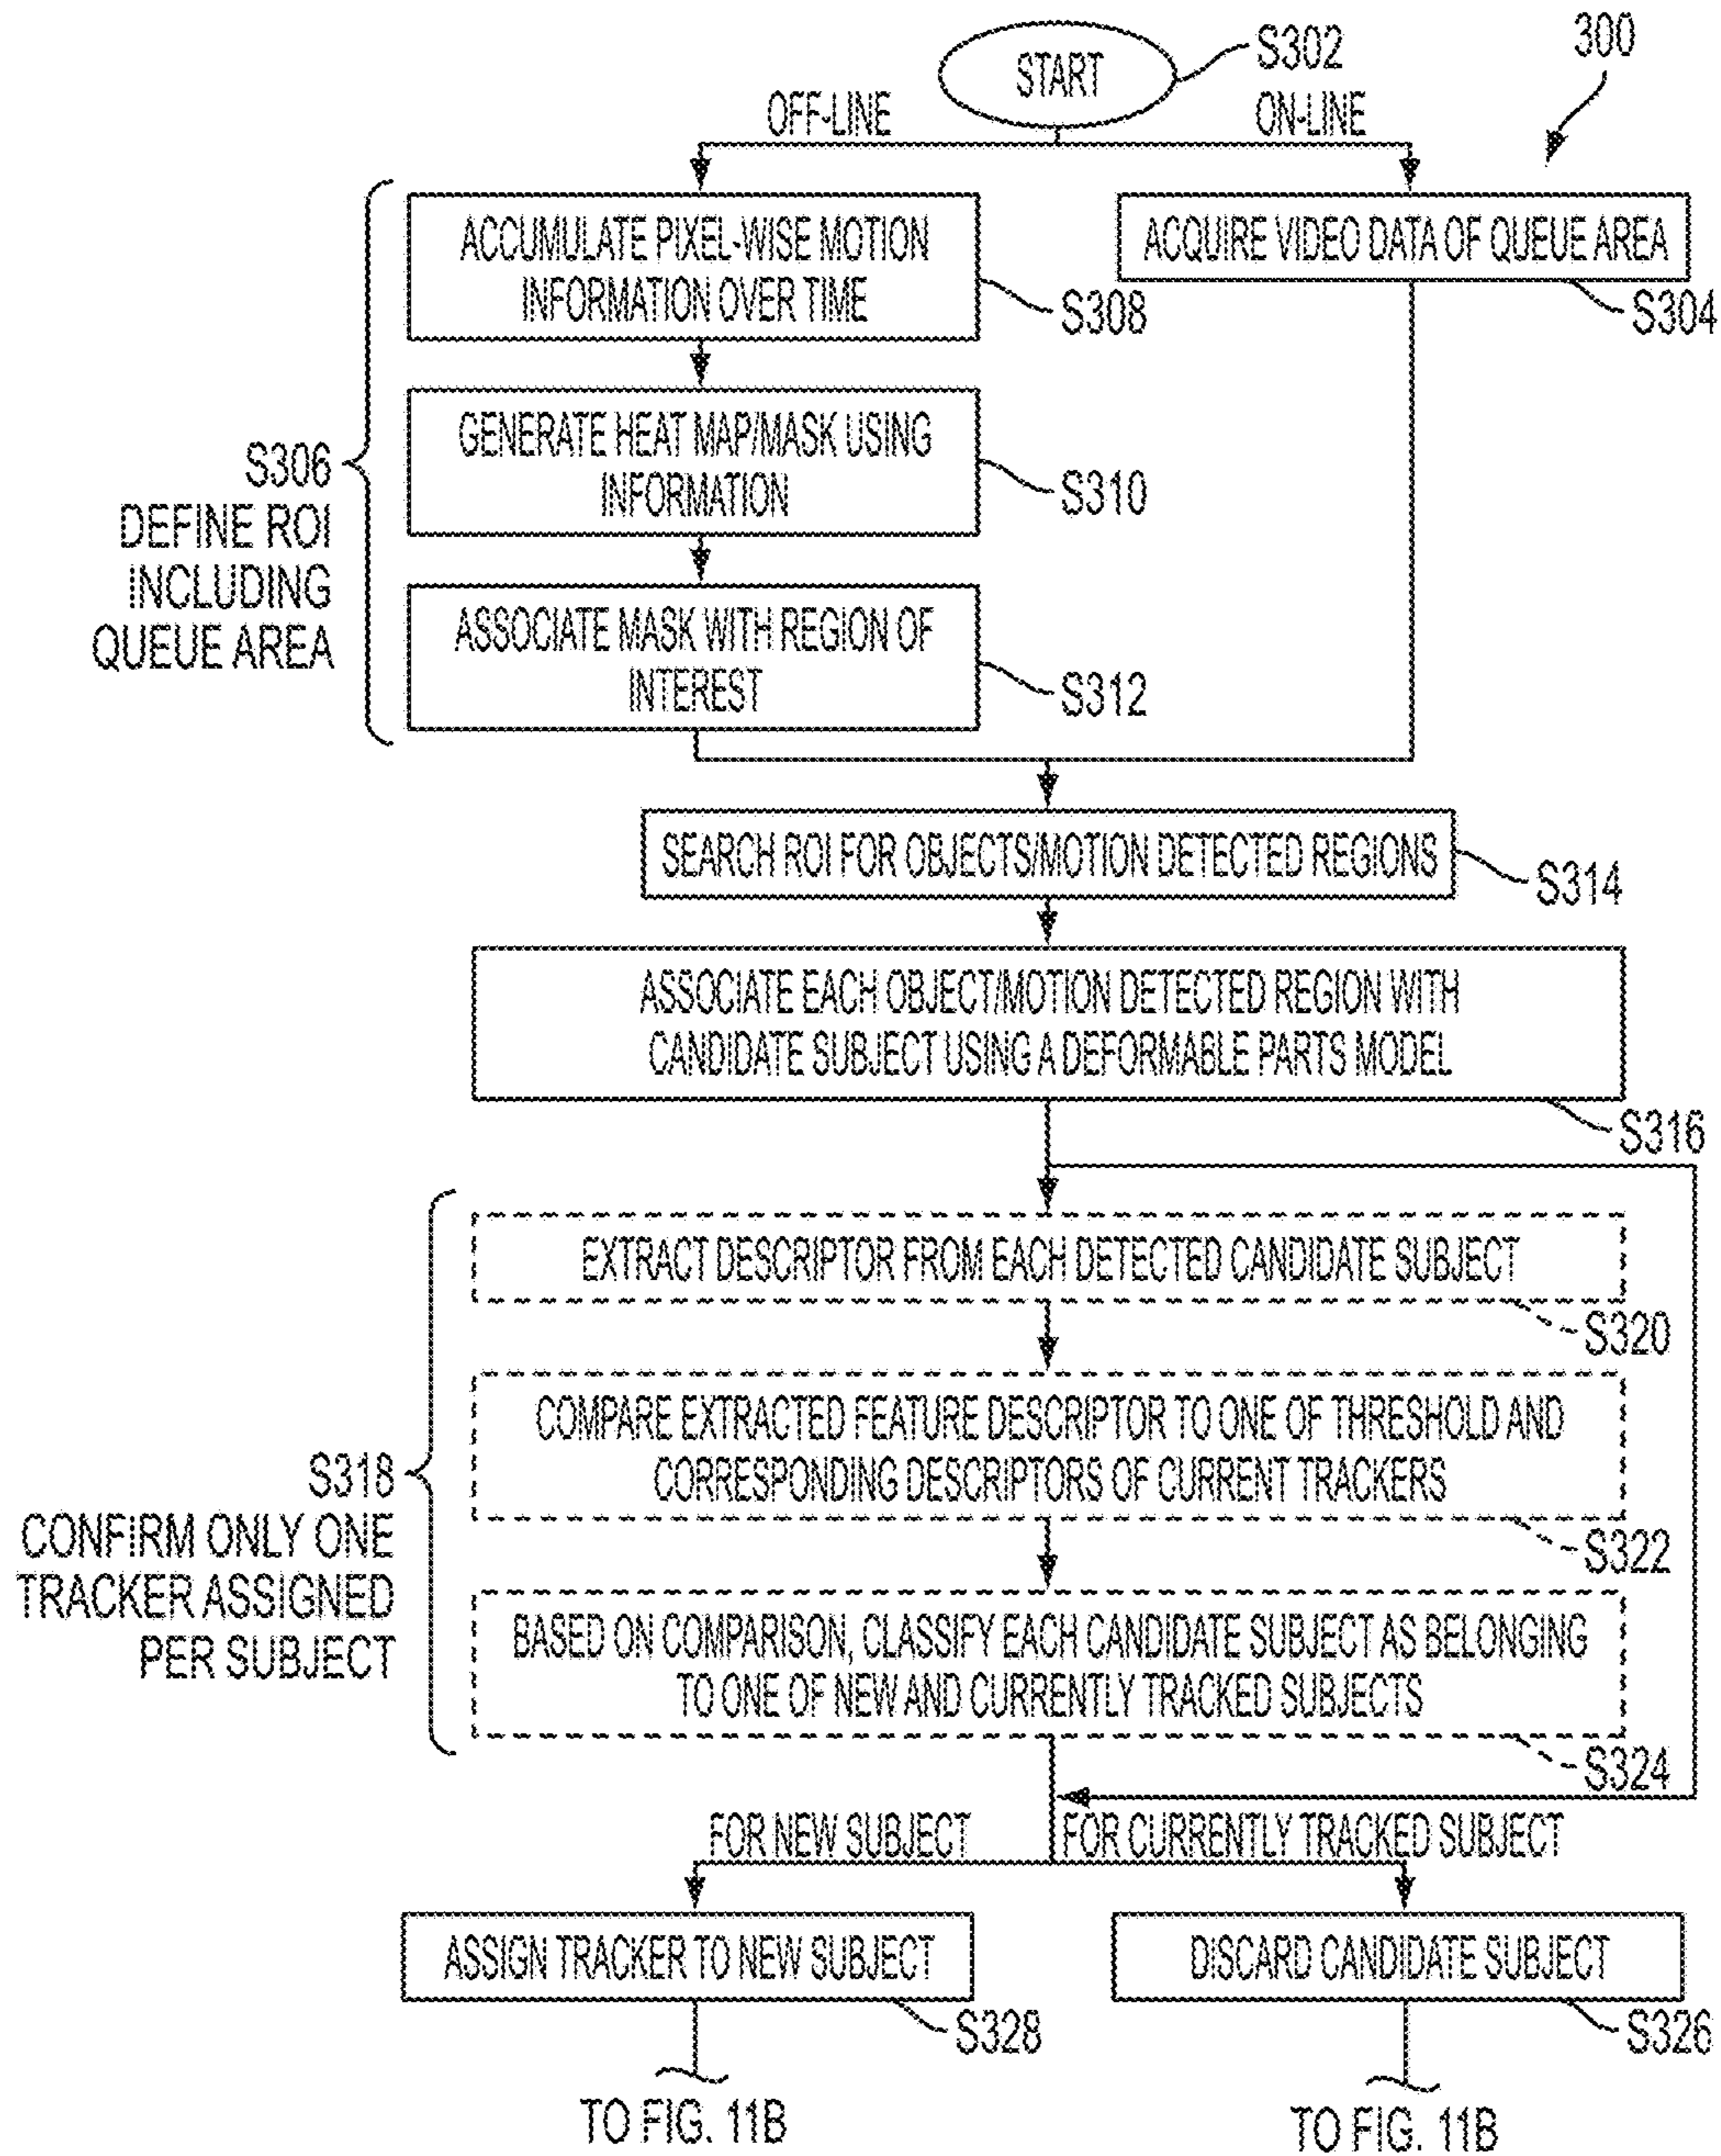 300
START
S302
OFF-LINE
ON-LINE
ACCUMULATE PIXEL-WISE MOTION
INFORMATION OVER TIME
S308
ACQUIRE VIDEO DATA OF QUEUE AREA
S304
GENERATE HEAT MAP/MASK USING
INFORMATION
S310
S306
DEFINE ROI
INCLUDING
QUEUE AREA
ASSOCIATE MASK WITH REGION OF
INTEREST
S312
SEARCH ROI FOR OBJECTS/MOTION DETECTED REGIONS
S314
ASSOCIATE EACH OBJECT/MOTION DETECTED REGION WITH
CANDIDATE SUBJECT USING A DEFORMABLE PARTS MODEL
S316
EXTRACT DESCRIPTOR FROM EACH DETECTED CANDIDATE SUBJECT
S320
COMPARE EXTRACTED FEATURE DESCRIPTOR TO ONE OF THRESHOLD AND
CORRESPONDING DESCRIPTORS OF CURRENT TRACKERS
S322
S318
CONFIRM ONLY ONE
TRACKER ASSIGNED
PER SUBJECT
BASED ON COMPARISON, CLASSIFY EACH CANDIDATE SUBJECT AS BELONGING
TO ONE OF NEW AND CURRENTLY TRACKED SUBJECTS
S324
FOR NEW SUBJECT
FOR CURRENTLY TRACKED SUBJECT
ASSIGN TRACKER TO NEW SUBJECT
S328
DISCARD CANDIDATE SUBJECT
S326
TO FIG. 11B
TO FIG. 11B